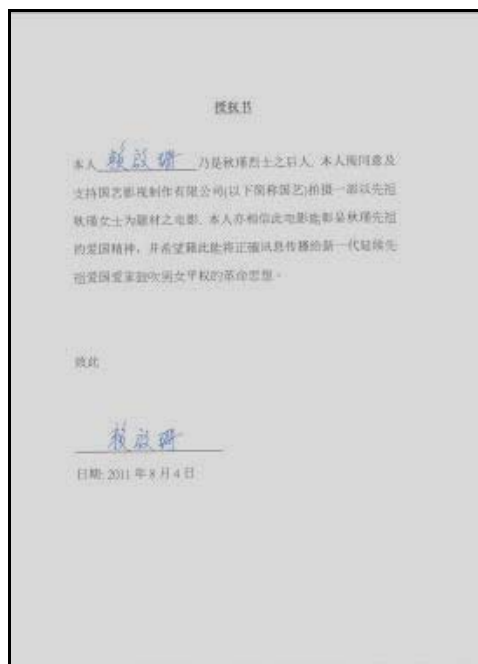 授权书
本人 赖啟珊 乃是秋瑾烈士之后人，本人现同意及
支持国艺影视制作有限公司(以下简称国艺)拍摄一部以先祖
秋瑾女士为题材之电影，本人亦相信此电影能彰显秋瑾先祖
的爱国精神，并希望藉此能将正确讯息传播给新一代延续先
祖爱国爱家鼓吹男女平权的革命思想。
致此
赖啟珊
日期: 2011 年 8 月 4 日